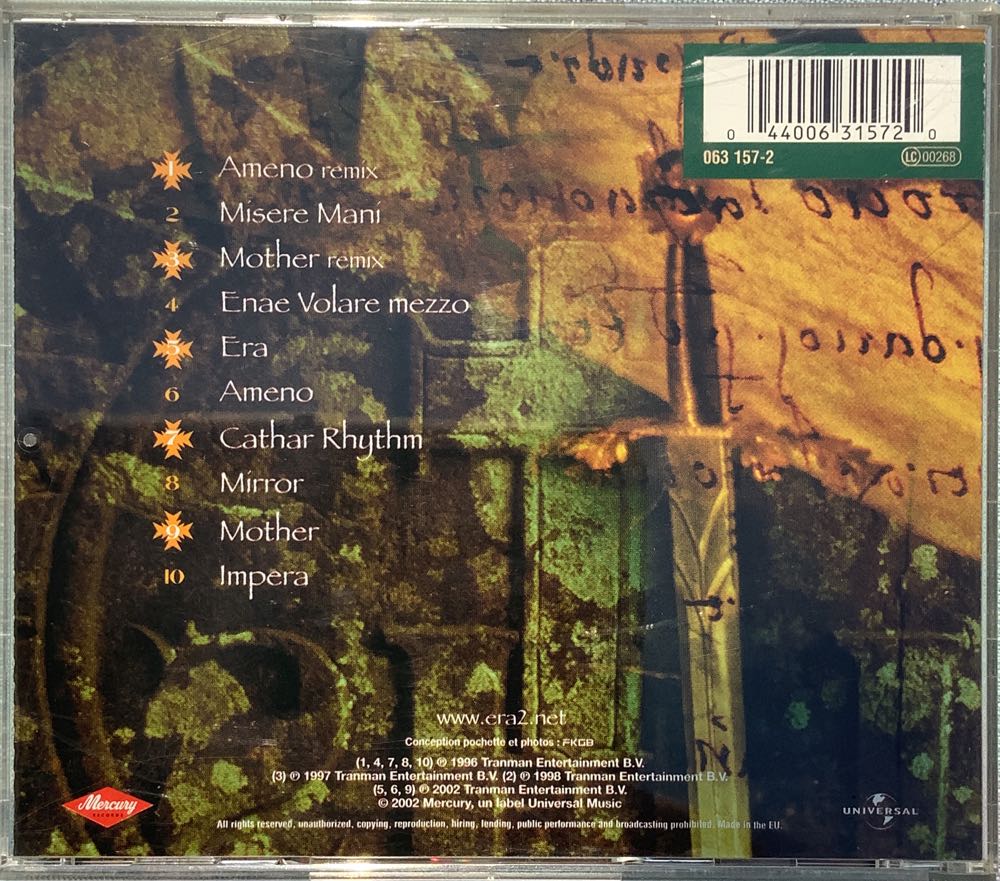 0 44006 31572 0
063 157-2
LC 00268
1 Ameno remix
2 Misere Mani
3 Mother remix
4 Enae Volare mezzo
5 Era
6 Ameno
7 Cathar Rhythm
8 Mirror
9 Mother
10 Impera
www.era2.net
Conception pochette et photos : FKGB
(1, 4, 7, 8, 10) ℗ 1996 Tranman Entertainment B.V.
(3) ℗ 1997 Tranman Entertainment B.V. (2) ℗ 1998 Tranman Entertainment B.V.
(5, 6, 9) ℗ 2002 Tranman Entertainment B.V.
© 2002 Mercury, un label Universal Music
All rights reserved, unauthorized, copying, reproduction, hiring, lending, public performance and broadcasting prohibited. Made in the EU.
Mercury
RECORDS
UNIVERSAL